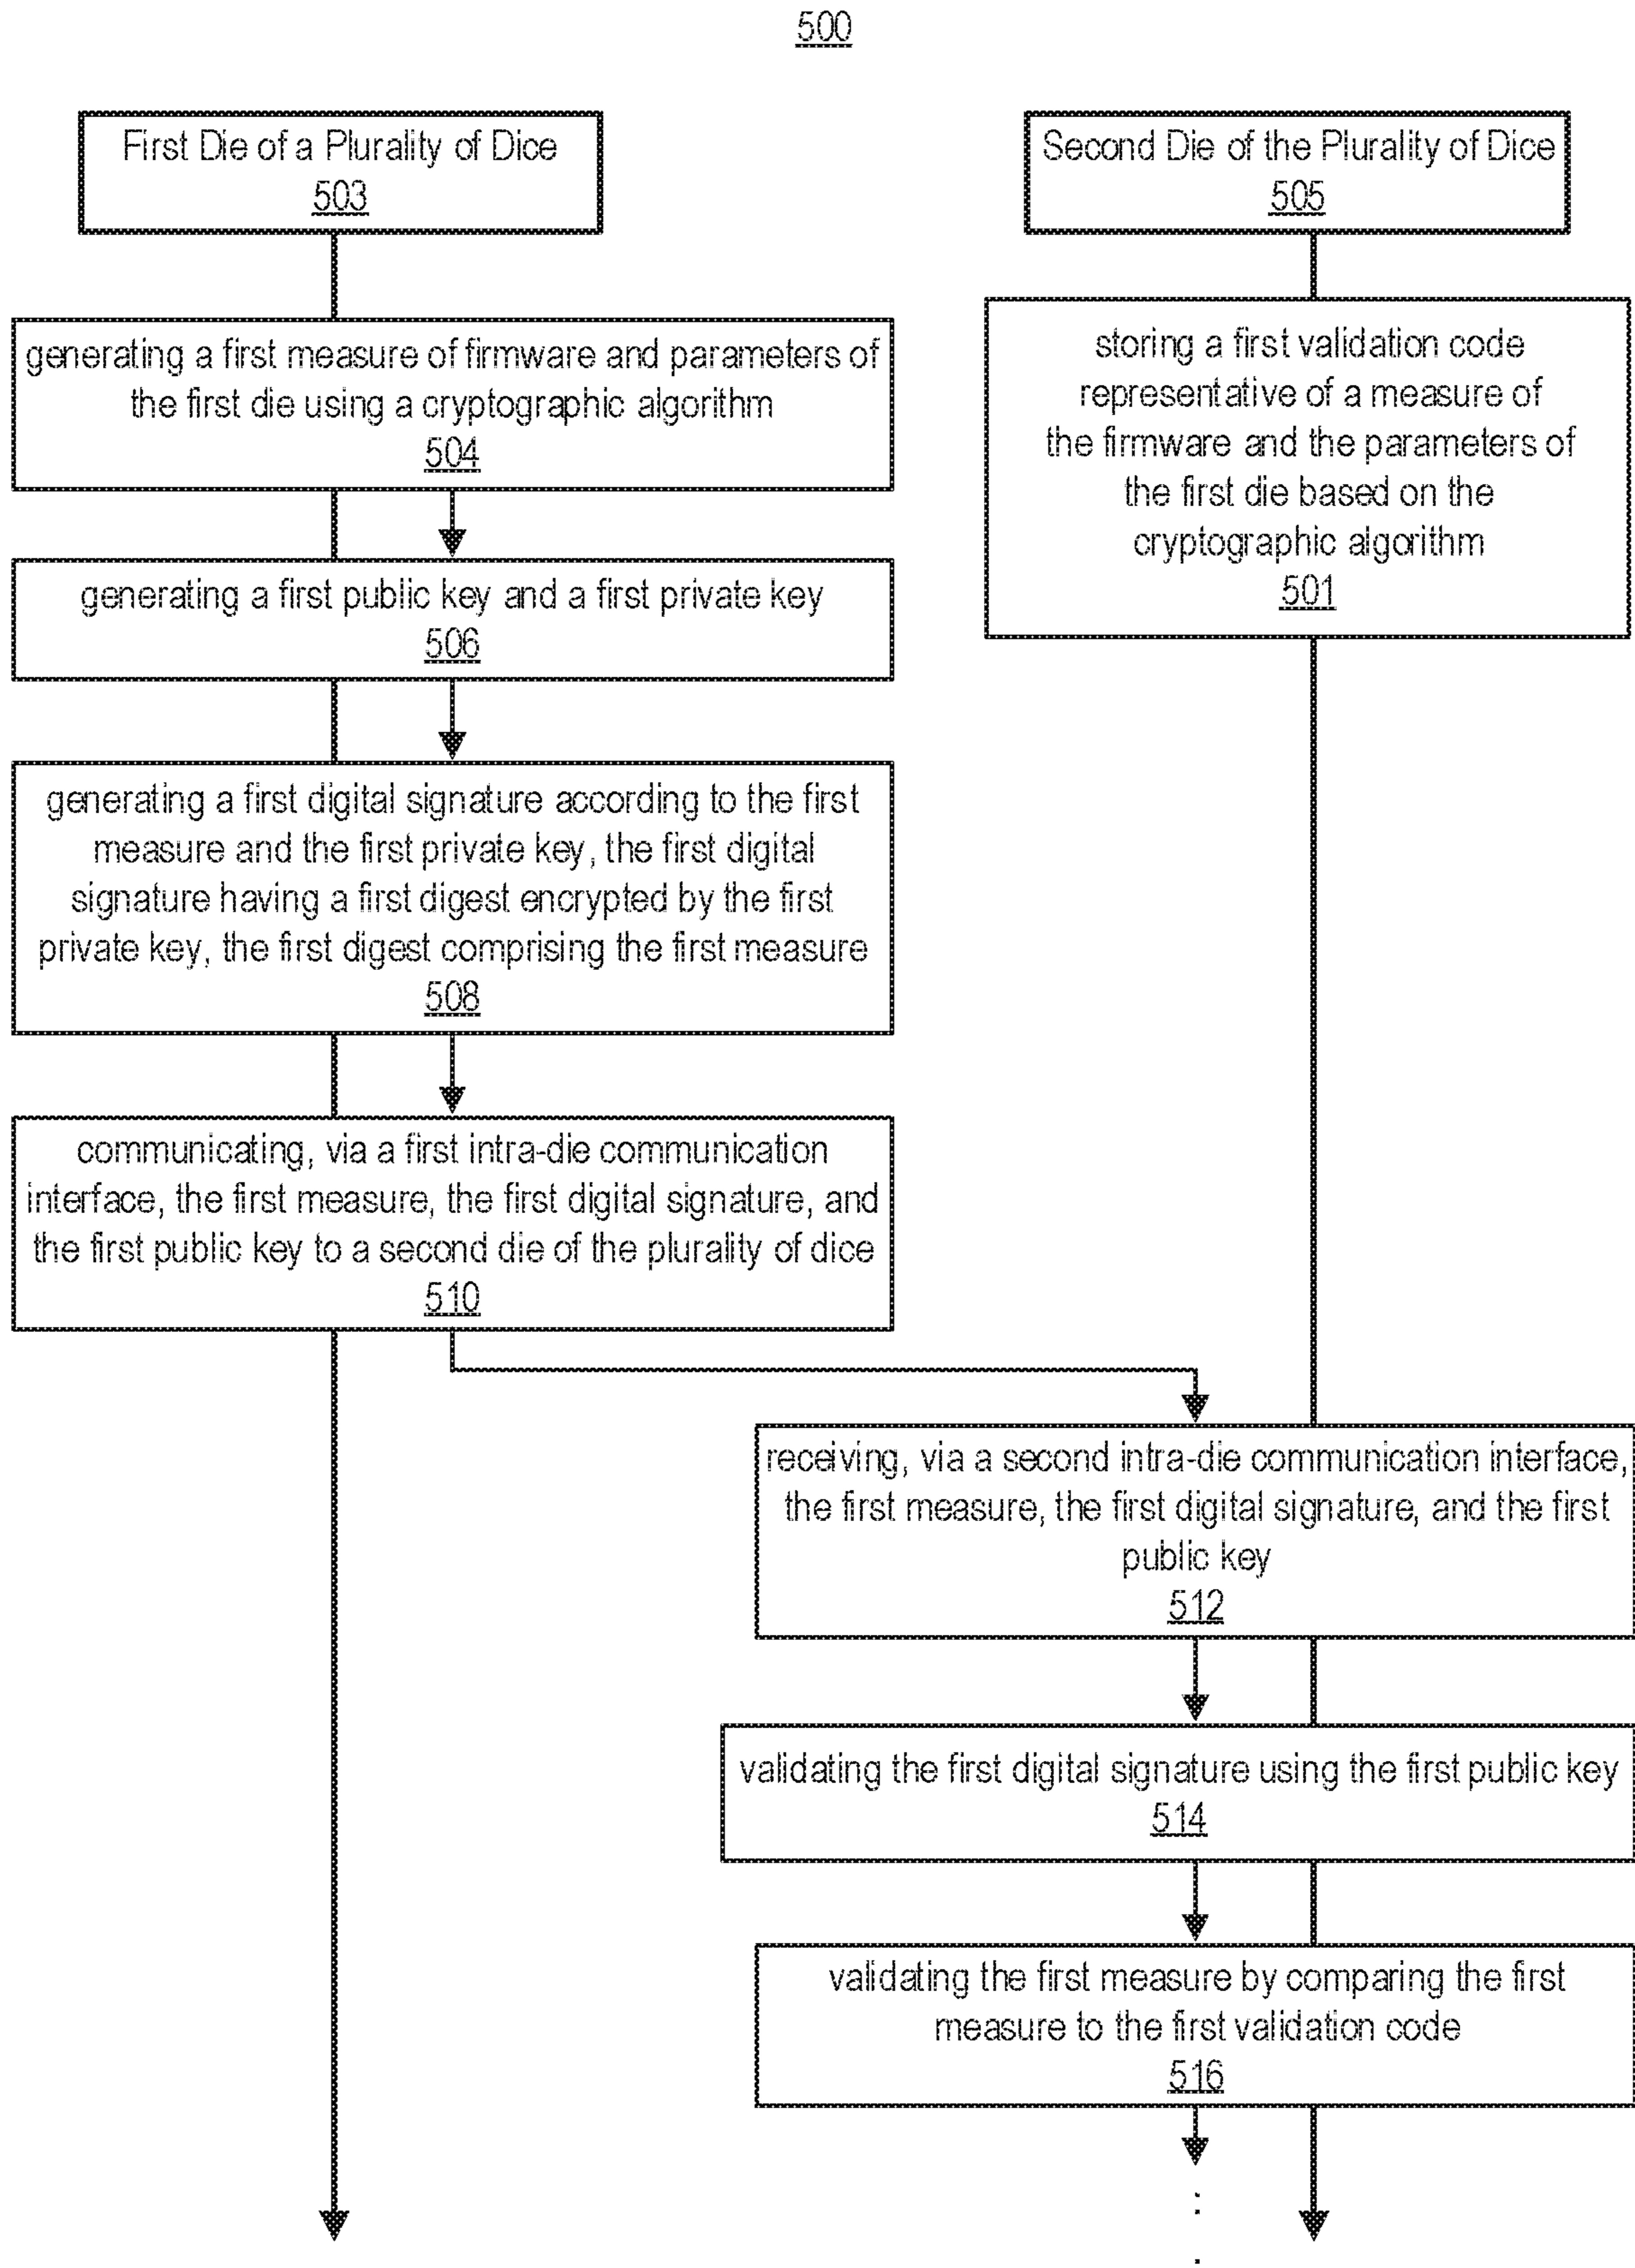 500
First Die of a Plurality of Dice
503
Second Die of the Plurality of Dice
505
generating a first measure of firmware and parameters of
the first die using a cryptographic algorithm
504
storing a first validation code
representative of a measure of
the firmware and the parameters of
the first die based on the
cryptographic algorithm
501
generating a first public key and a first private key
506
generating a first digital signature according to the first
measure and the first private key, the first digital
signature having a first digest encrypted by the first
private key, the first digest comprising the first measure
508
communicating, via a first intra-die communication
interface, the first measure, the first digital signature, and
the first public key to a second die of the plurality of dice
510
receiving, via a second intra-die communication interface,
the first measure, the first digital signature, and the first
public key
512
validating the first digital signature using the first public key
514
validating the first measure by comparing the first
measure to the first validation code
516